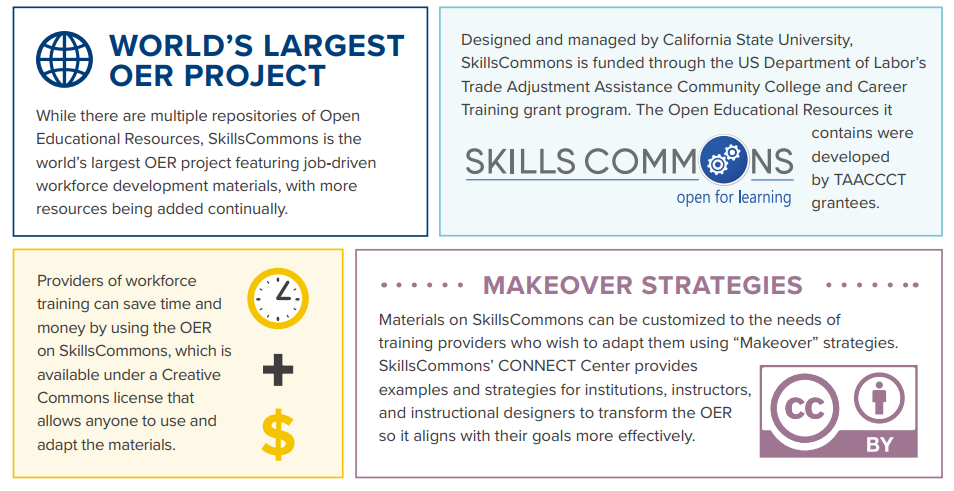 WORLD'S LARGEST
OER PROJECT
While there are multiple repositories of Open
Educational Resources, SkillsCommons is the
world's largest OER project featuring job-driven
workforce development materials, with more
resources being added continually.
Designed and managed by California State University,
SkillsCommons is funded through the US Department of Labor's
Trade Adjustment Assistance Community College and Career
Training grant program. The Open Educational Resources it
contains were
developed
by TAACCCT
grantees.
SKILLS COMMONS
open for learning
Providers of workforce
training can save time and
money by using the OER
on SkillsCommons, which is
available under a Creative
Commons license that
allows anyone to use and
adapt the materials.
+
$
MAKEOVER STRATEGIES
Materials on SkillsCommons can be customized to the needs of
training providers who wish to adapt them using “Makeover” strategies.
SkillsCommons' CONNECT Center provides
examples and strategies for institutions, instructors,
and instructional designers to transform the OER
so it aligns with their goals more effectively.
CC
BY